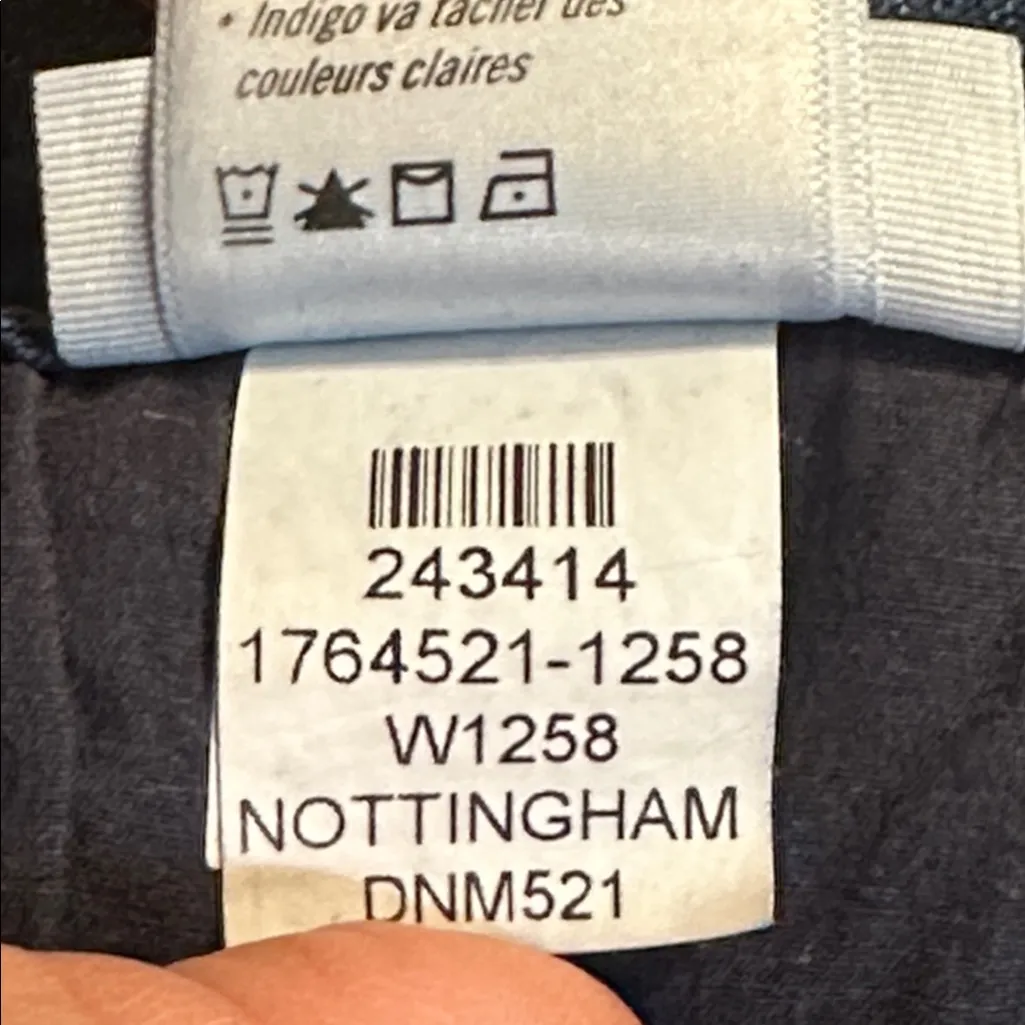 • Indigo va tacher des
couleurs claires
243414
1764521-1258
W1258
NOTTINGHAM
DNM521